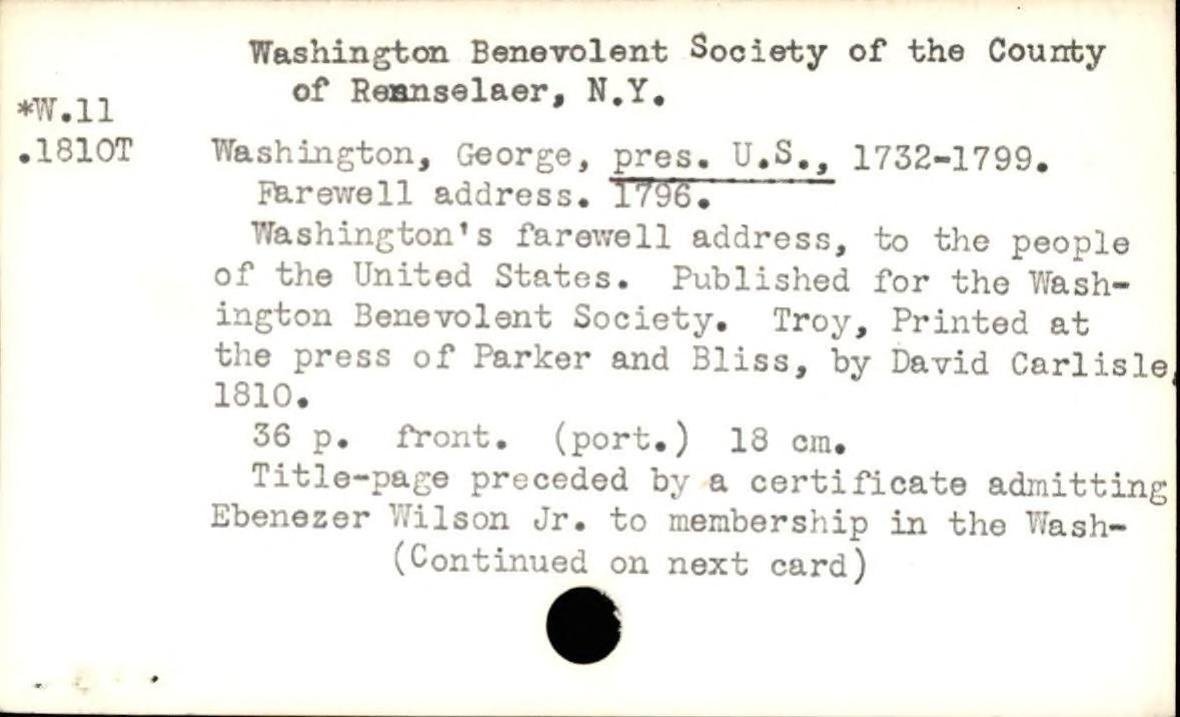 Washington Benevolent Society of the County
of Rennselaer, N.Y.
*W.11
.1810T
Washington, George, pres. U.S., 1732-1799.
Farewell address. 1796.
Washington's farewell address, to the people
of the United States. Published for the Wash-
ington Benevolent Society. Troy, Printed at
the press of Parker and Bliss, by David Carlisle,
1810.
36 p. front. (port.) 18 cm.
Title-page preceded by a certificate admitting
Ebenezer Wilson Jr. to membership in the Wash-
(Continued on next card)